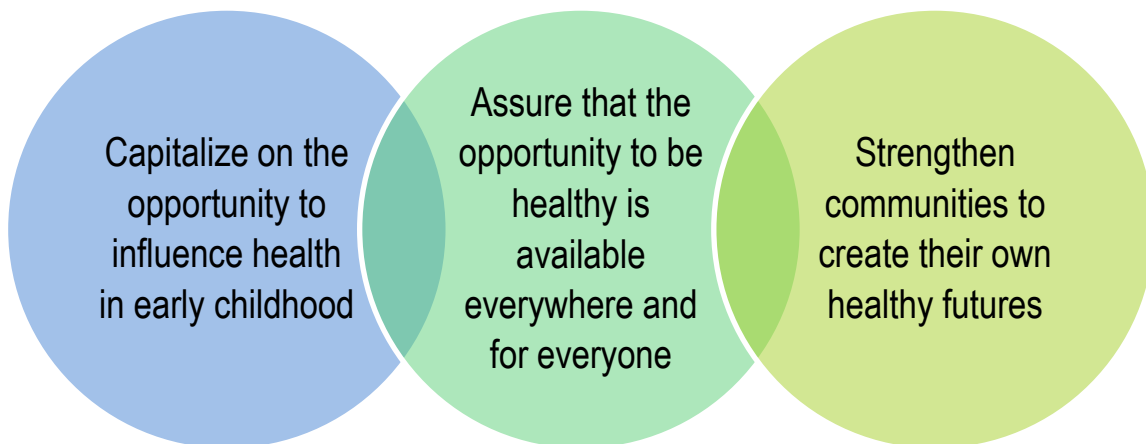 Capitalize on the
opportunity to
influence health
in early childhood
Assure that the
opportunity to be
healthy is
available
everywhere and
for everyone
Strengthen
communities to
create their own
healthy futures